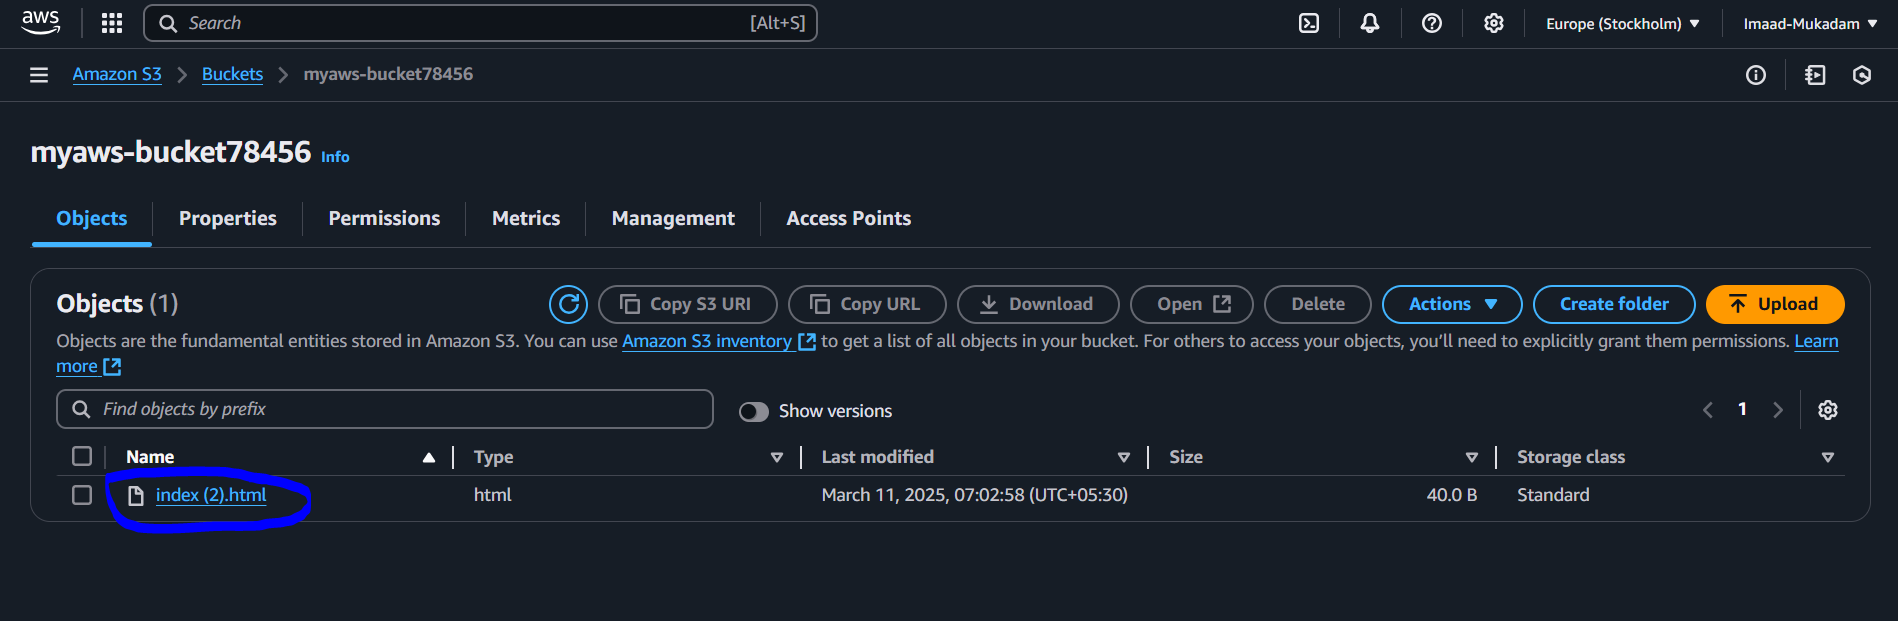 aws Search [Alt+S] Europe (Stockholm) Imaad-Mukadam
Amazon S3 Buckets myaws-bucket78456
myaws-bucket78456 Info
Objects Properties Permissions Metrics Management Access Points
Objects (1) Copy S3 URI Copy URL Download Open Delete Actions Create folder Upload
Objects are the fundamental entities stored in Amazon S3. You can use Amazon S3 inventory to get a list of all objects in your bucket. For others to access your objects, you’ll need to explicitly grant them permissions. Learn
more
Find objects by prefix Show versions 1
Name Type Last modified Size Storage class
index (2).html html March 11, 2025, 07:02:58 (UTC+05:30) 40.0 B Standard